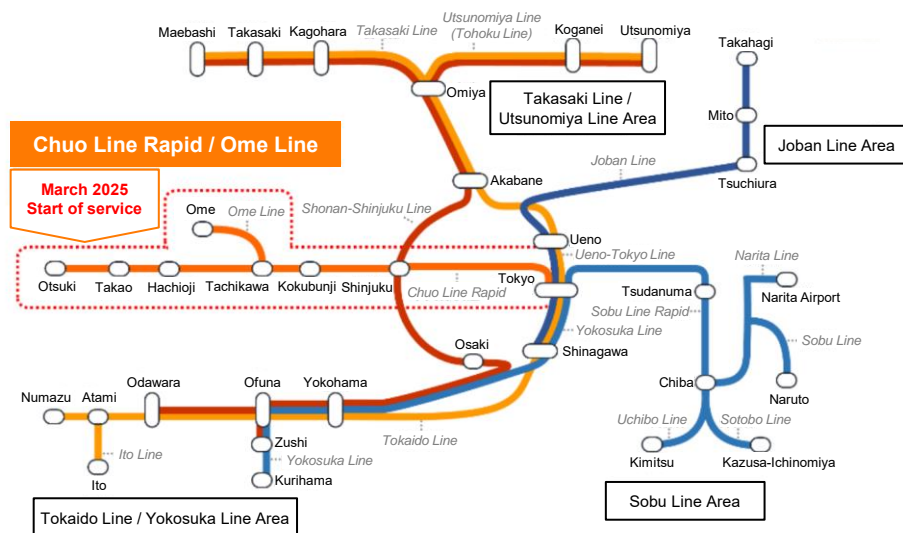 Maebashi
Takasaki
Kagohara
Takasaki Line
Utsunomiya Line
(Tohoku Line)
Koganei
Utsunomiya
Takahagi
Omiya
Takasaki Line /
Utsunomiya Line Area
Mito
Joban Line Area
Chuo Line Rapid / Ome Line
Joban Line
Tsuchiura
March 2025
Start of service
Akabane
Ome
Ome Line
Shonan-Shinjuku Line
Ueno
Ueno-Tokyo Line
Narita Line
Otsuki
Takao
Hachioji
Tachikawa
Kokubunji
Shinjuku
Chuo Line Rapid
Tokyo
Tsudanuma
Narita Airport
Sobu Line Rapid
Yokosuka Line
Sobu Line
Osaki
Shinagawa
Chiba
Naruto
Numazu
Atami
Odawara
Ofuna
Yokohama
Tokaido Line
Uchibo Line
Sotobo Line
Ito Line
Zushi
Yokosuka Line
Kimitsu
Kazusa-Ichinomiya
Ito
Kurihama
Tokaido Line / Yokosuka Line Area
Sobu Line Area